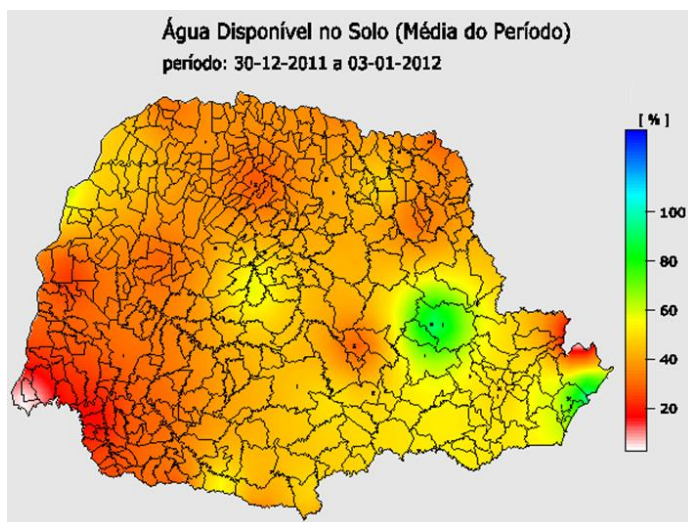 Água Disponível no Solo (Média do Período)
período: 30-12-2011 a 03-01-2012
[ % ]
100
80
60
40
20